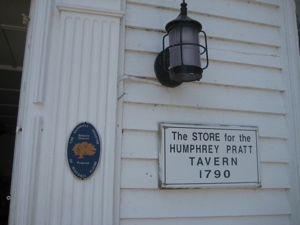 The STORE for the
HUMPHREY PRATT
TAVERN
1790